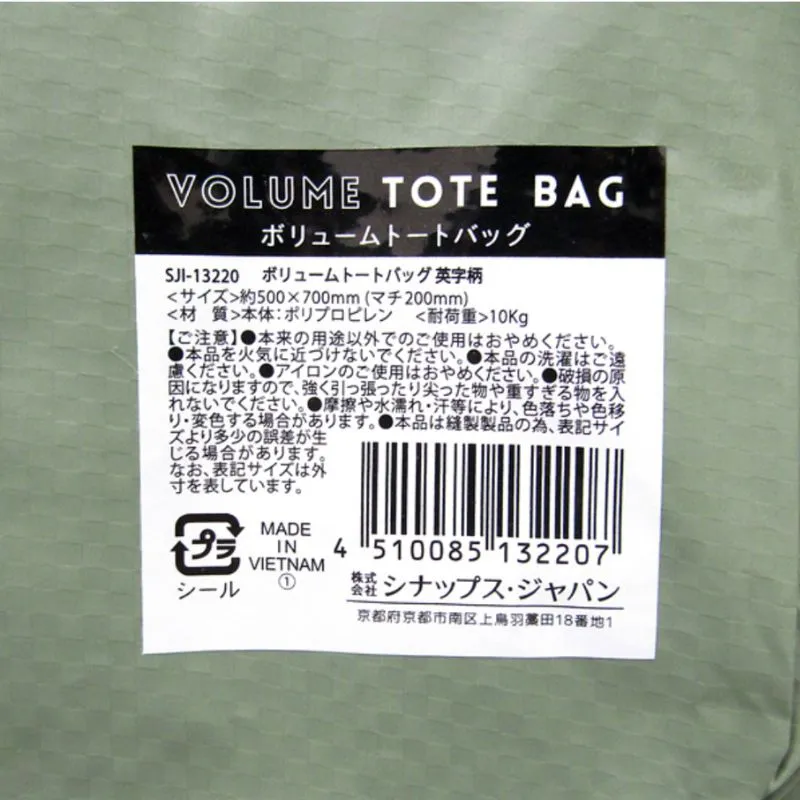 VOLUME TOTE BAG
ボリュームトートバッグ
SJI-13220 ボリュームトートバッグ 英字柄
<サイズ>約500×700mm (マチ200mm)
<材 質>本体:ポリプロピレン <耐荷重>10Kg
【ご注意】●本来の用途以外でのご使用はおやめください。
●本品を火気に近づけないでください。●本品の洗濯はご遠
慮ください。●アイロンのご使用はおやめください。●破損の原
因になりますので、強く引っ張ったり尖った物や重すぎる物を入
れないでください。●摩擦や水濡れ・汗等により、色落ちや色移
り・変色する場合があります。●本品は縫製製品の為、表記サイ
ズより多少の誤差が生
じる場合があります。
なお、表記サイズは外
寸を表しています。
プラ
シール
MADE
IN
VIETNAM
①
4 510085 132207
株式会社 シナップス・ジャパン
京都府京都市南区上鳥羽藁田18番地1